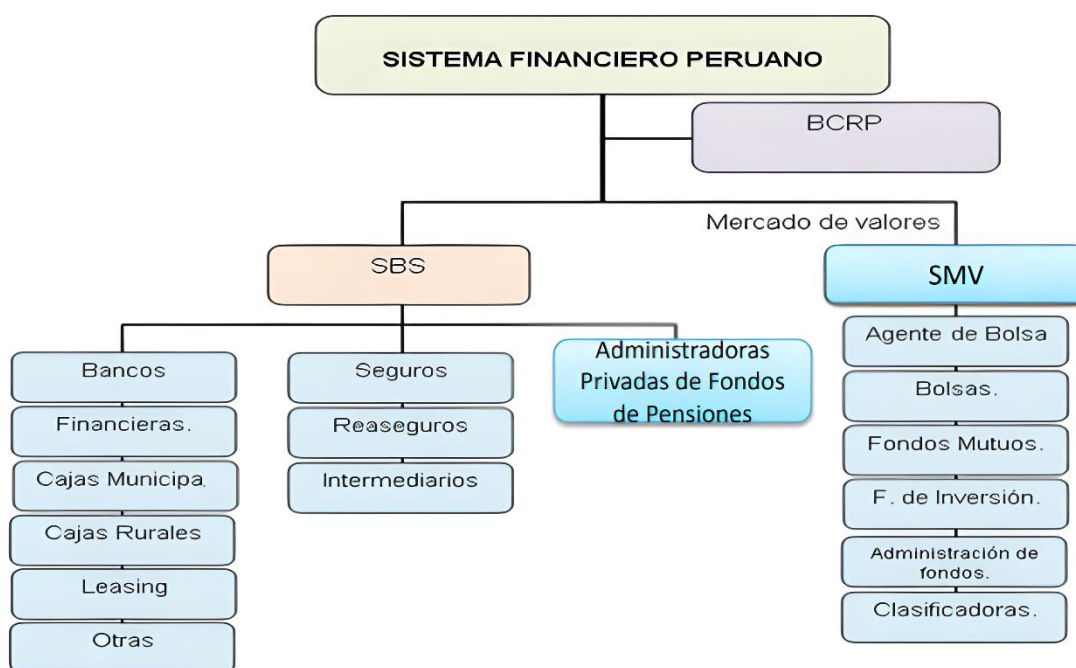 SISTEMA FINANCIERO PERUANO
BCRP
Mercado de valores
SBS
SMV
Bancos
Financieras.
Cajas Municipa.
Cajas Rurales
Leasing
Otras
Seguros
Reaseguros
Intermediarios
Administradoras
Privadas de Fondos
de Pensiones
Agente de Bolsa
Bolsas.
Fondos Mutuos.
F. de Inversión.
Administración de
fondos.
Clasificadoras.